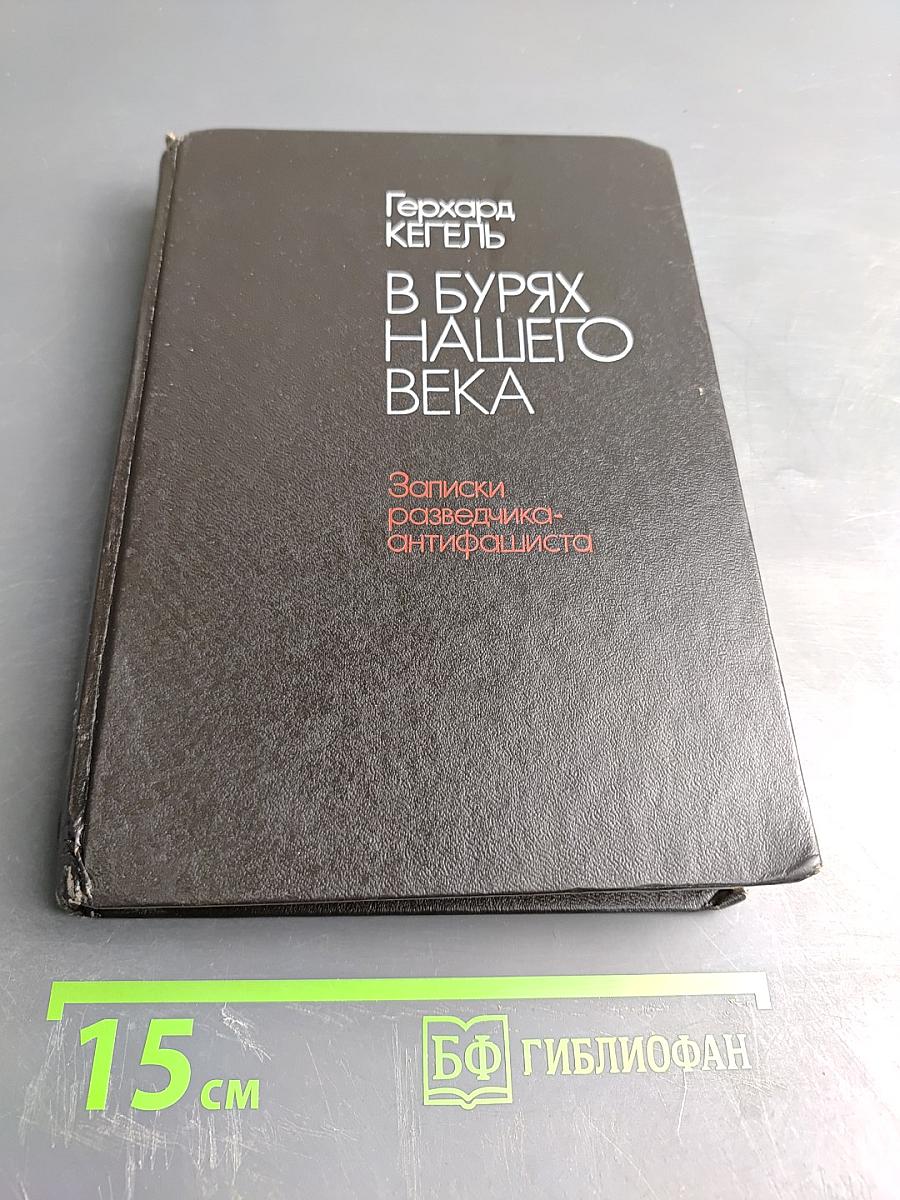 Герхард
КЕГЕЛЬ
В БУРЯХ
НАШЕГО
ВЕКА
Записки
разведчика-
антифашиста
15 см
БФ ГИБЛИОФАН